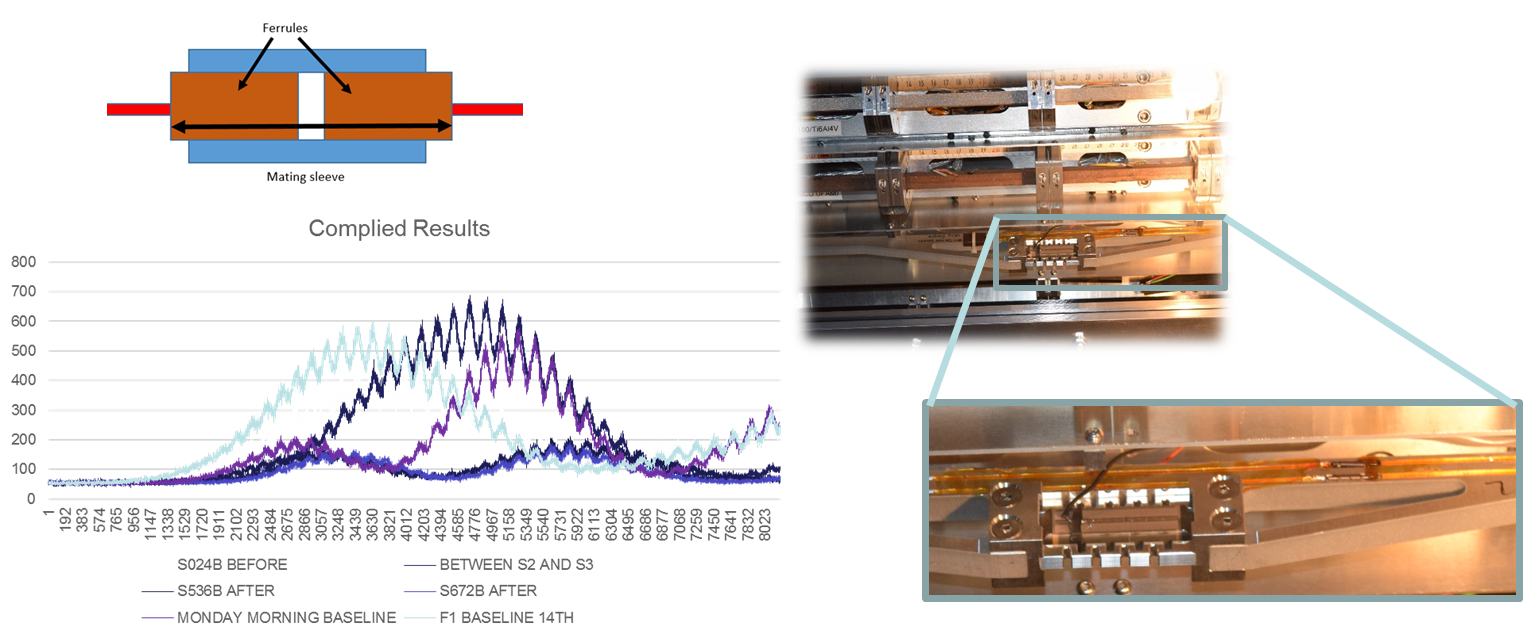 Ferrules
Mating sleeve
Complied Results
800
700
600
500
400
300
200
100
0
1 192 383 574 765 956 1147 1338 1529 1720 1911 2102 2293 2484 2675 2866 3057 3248 3439 3630 3821 4012 4203 4394 4585 4776 4967 5158 5349 5540 5731 5922 6113 6304 6495 6686 6877 7068 7259 7450 7641 7832 8023
S024B BEFORE
BETWEEN S2 AND S3
S536B AFTER
S672B AFTER
MONDAY MORNING BASELINE
F1 BASELINE 14TH